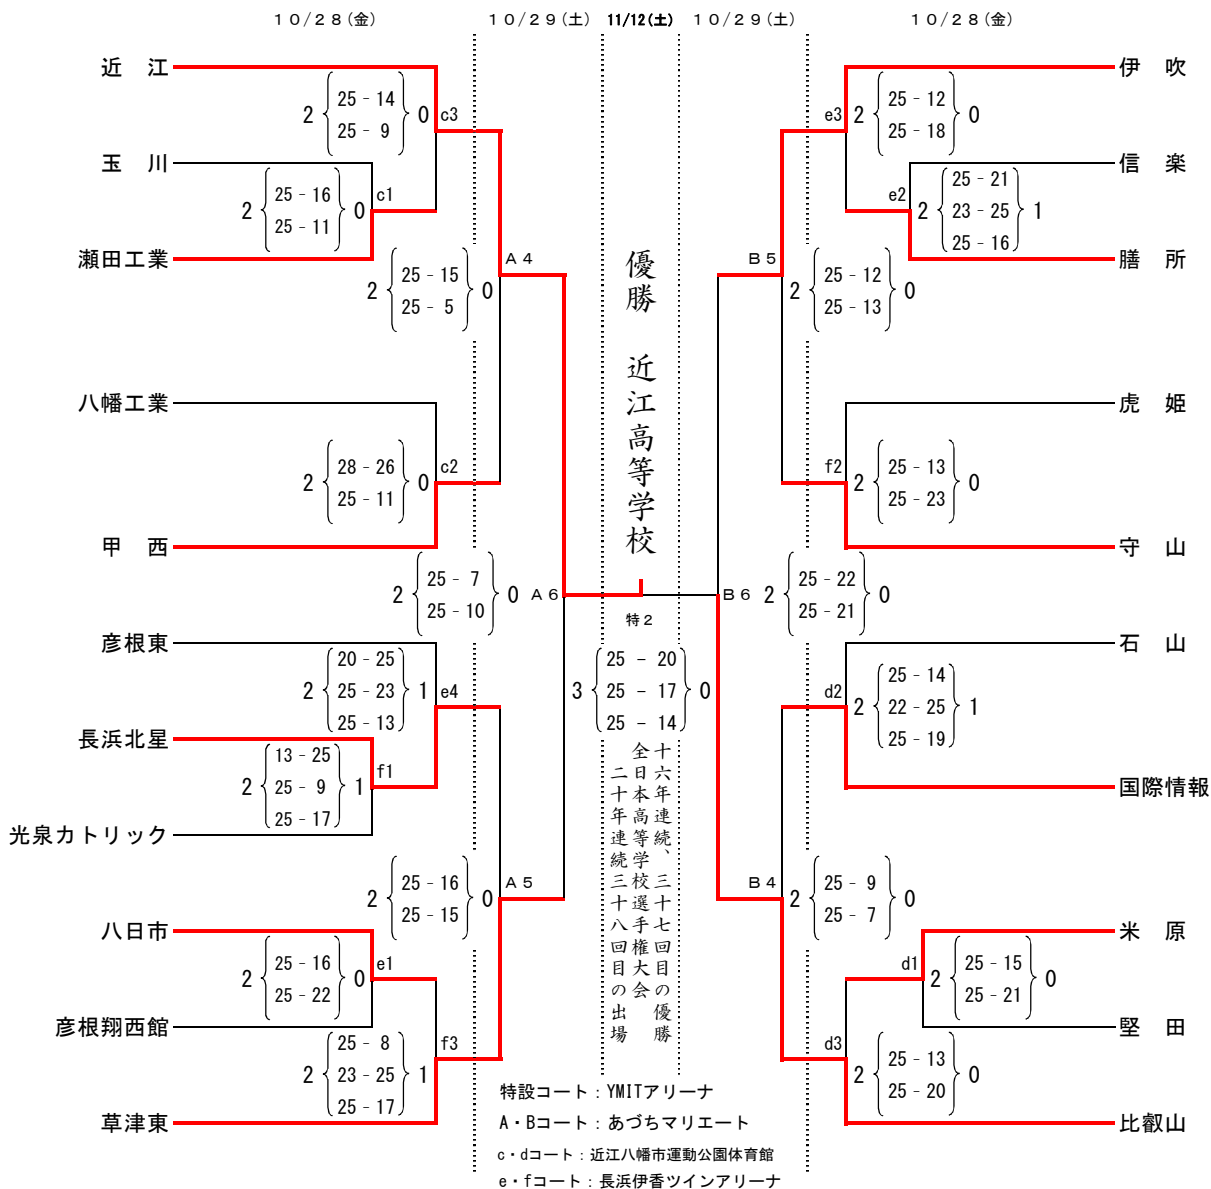 10/28(金)
10/29(土)
11/12(土)
10/29(土)
10/28(金)
近　江
25 - 14
2 0 c3
25 - 9
玉　川
25 - 16 c1
2 0
25 - 11
瀬田工業
A4
25 - 15
2 0
25 - 5
八幡工業
28 - 26 c2
2 0
25 - 11
甲　西
25 - 7
2 0 A6
25 - 10
彦根東
20 - 25
2 25 - 23 1 e4
25 - 13
長浜北星
13 - 25 f1
2 25 - 9 1
25 - 17
光泉カトリック
A5
25 - 16
2 0
25 - 15
八日市
25 - 16 e1
2 0
25 - 22
彦根翔西館
25 - 8 f3
2 23 - 25 1
25 - 17
草津東
優勝　近江高等学校
特2
25 - 20
3 25 - 17 0
25 - 14
十六年連続、三十七回目の優勝
全日本高等学校選手権大会
二十年連続三十八回目の出場
伊　吹
25 - 12
e3 2 0
25 - 18
信　楽
25 - 21
e2 2 23 - 25 1
25 - 16
膳　所
B5
25 - 12
2 0
25 - 13
虎　姫
f2 25 - 13
2 0
25 - 23
守　山
25 - 22
B6 2 0
25 - 21
石　山
25 - 14
d2 2 22 - 25 1
25 - 19
国際情報
B4
25 - 9
2 0
25 - 7
米　原
d1 25 - 15
2 0
25 - 21
堅　田
d3 25 - 13
2 0
25 - 20
比叡山
特設コート：YMITアリーナ
A・Bコート：あづちマリエート
c・dコート：近江八幡市運動公園体育館
e・fコート：長浜伊香ツインアリーナ